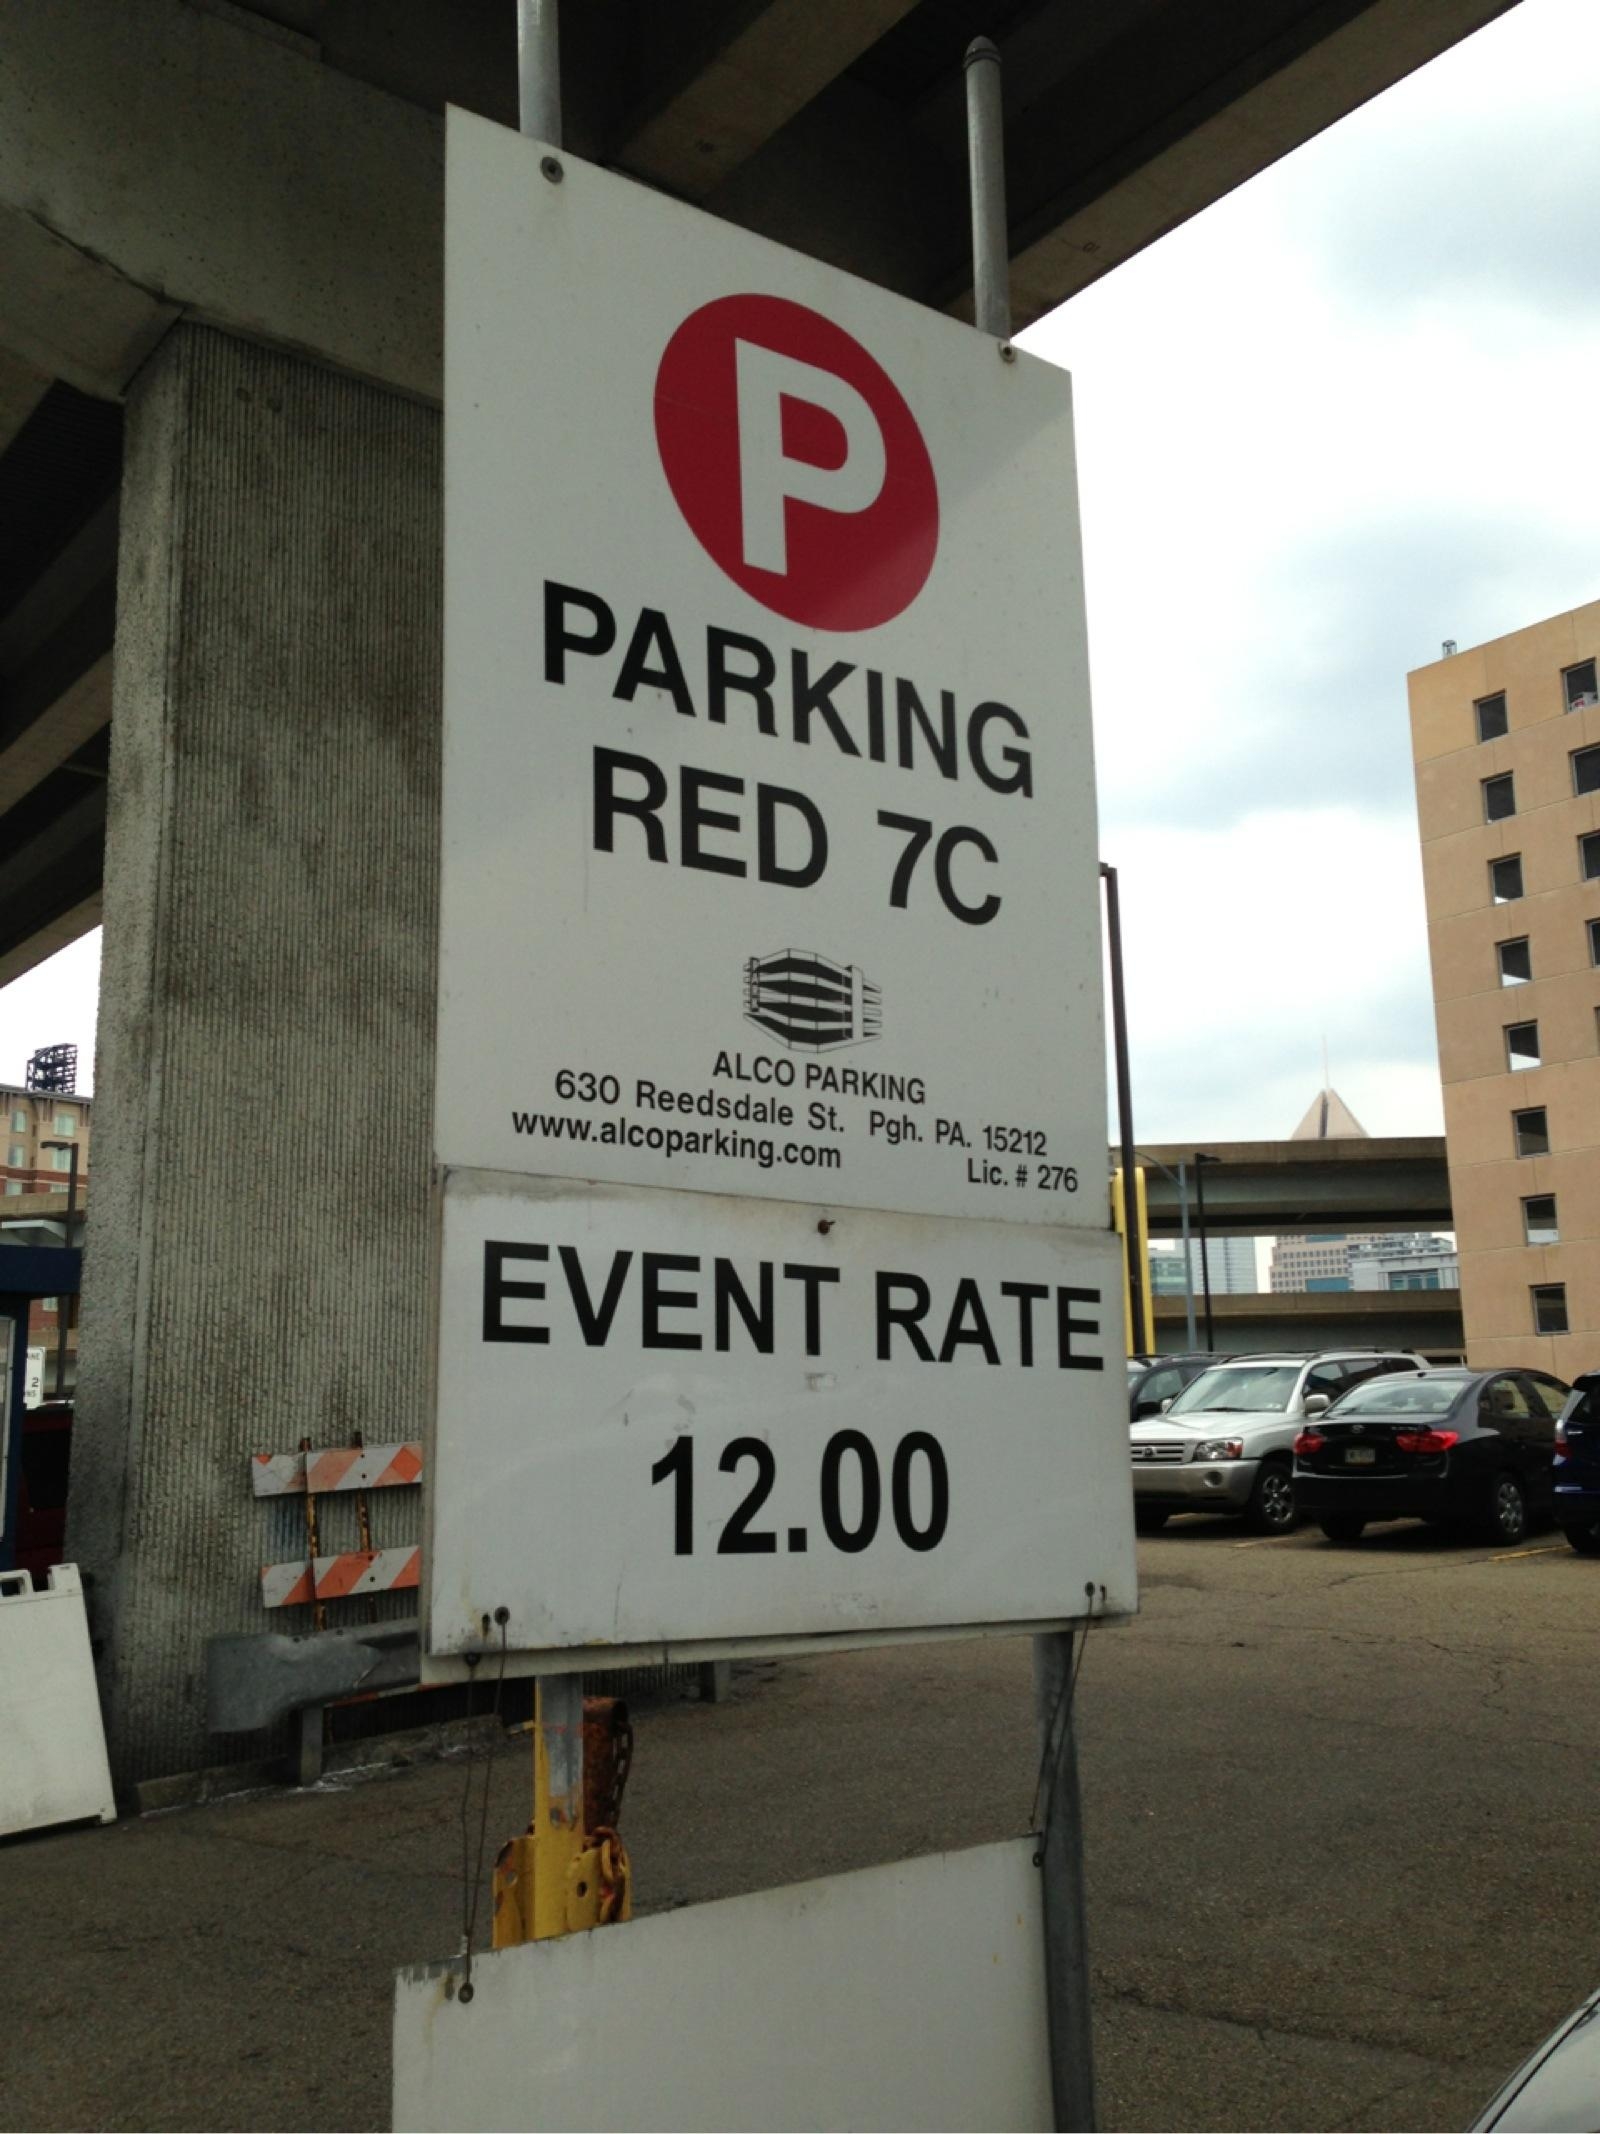 P
PARKING
RED 7C
ALCO PARKING
630 Reedsdale St. Pgh. PA. 15212
www.alcoparking.com
Lic. # 276
EVENT RATE
12.00
2